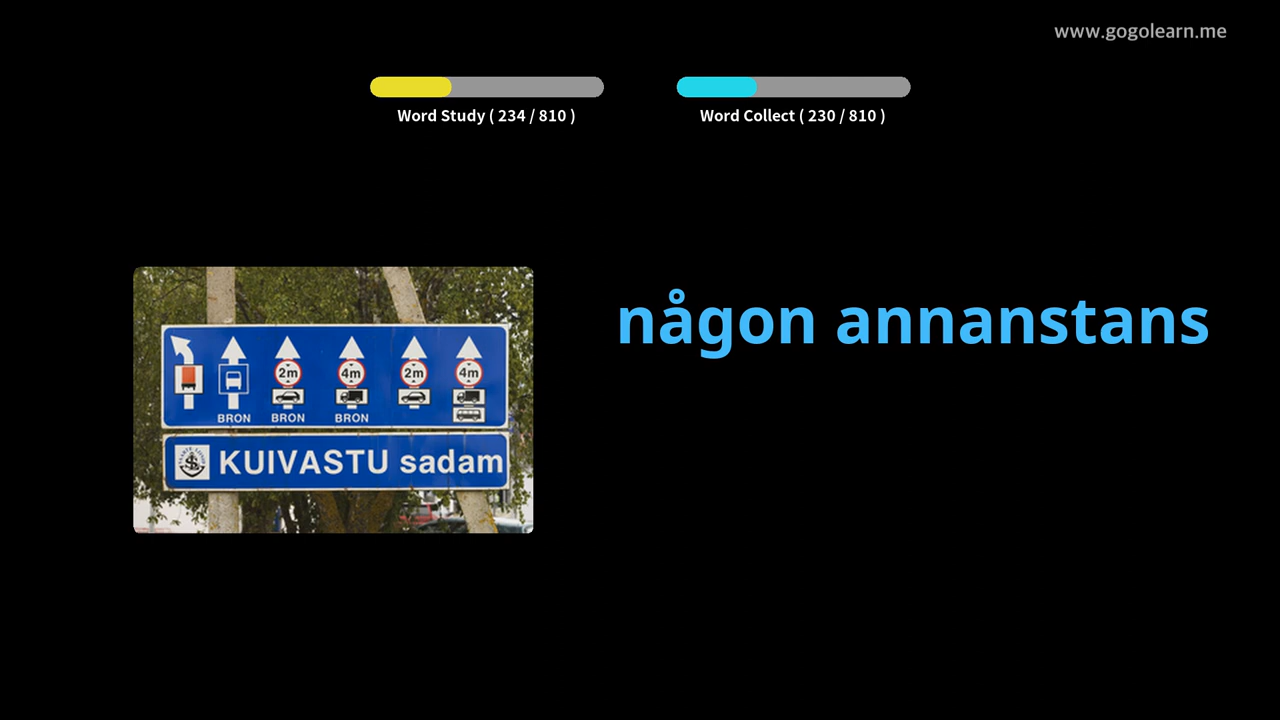 www.gogolearn.me
Word Study ( 234 / 810 )
Word Collect ( 230 / 810 )
någon annanstans
2m
4m
2m
4m
BRON
BRON
BRON
KUIVASTU sadam